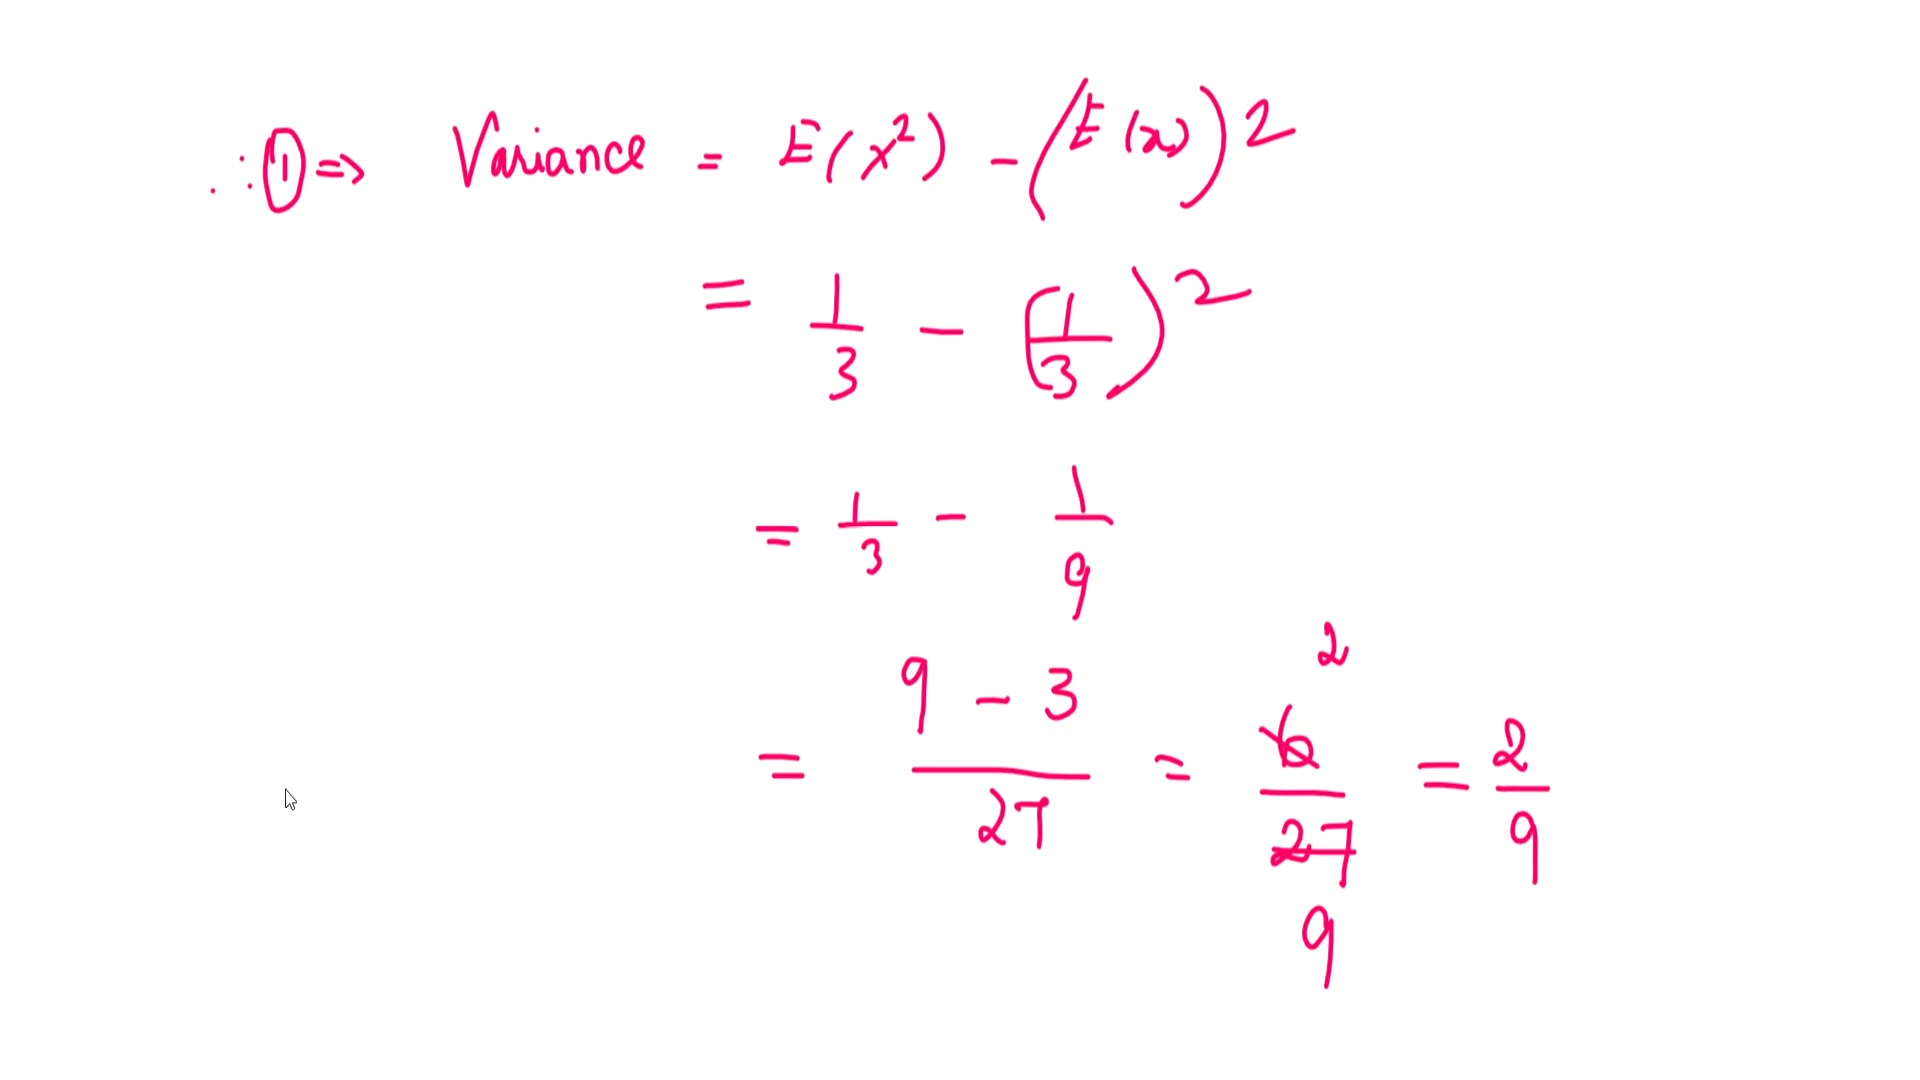 ∴ ① ⇒ Variance = E(x²) - (E(x))²
= 1/3 - (1/3)²
= 1/3 - 1/9
= (9 - 3)/27 = 6/27 = 2/9
2
9